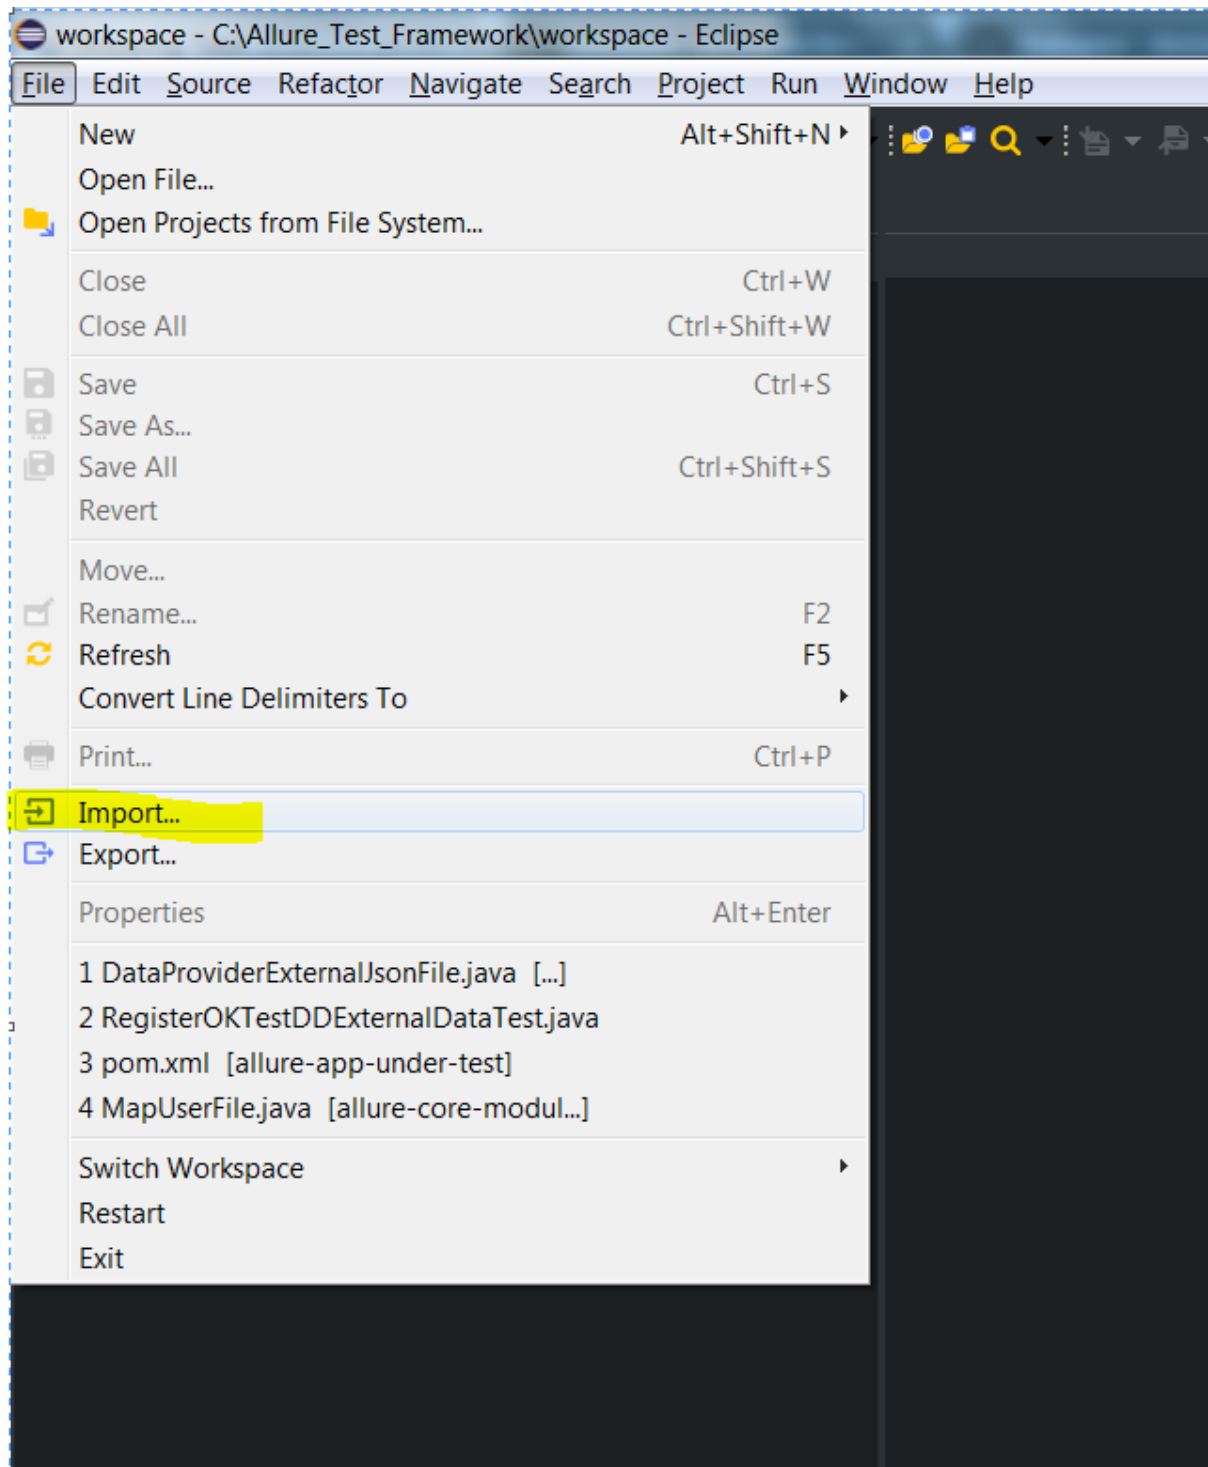 workspace - C:\Allure_Test_Framework\workspace - Eclipse
File Edit Source Refactor Navigate Search Project Run Window Help
New Alt+Shift+N
Open File...
Open Projects from File System...
Close Ctrl+W
Close All Ctrl+Shift+W
Save Ctrl+S
Save As...
Save All Ctrl+Shift+S
Revert
Move...
Rename... F2
Refresh F5
Convert Line Delimiters To
Print... Ctrl+P
Import...
Export...
Properties Alt+Enter
1 DataProviderExternalJsonFile.java [...]
2 RegisterOKTestDDExternalDataTest.java
3 pom.xml [allure-app-under-test]
4 MapUserFile.java [allure-core-modul...]
Switch Workspace
Restart
Exit